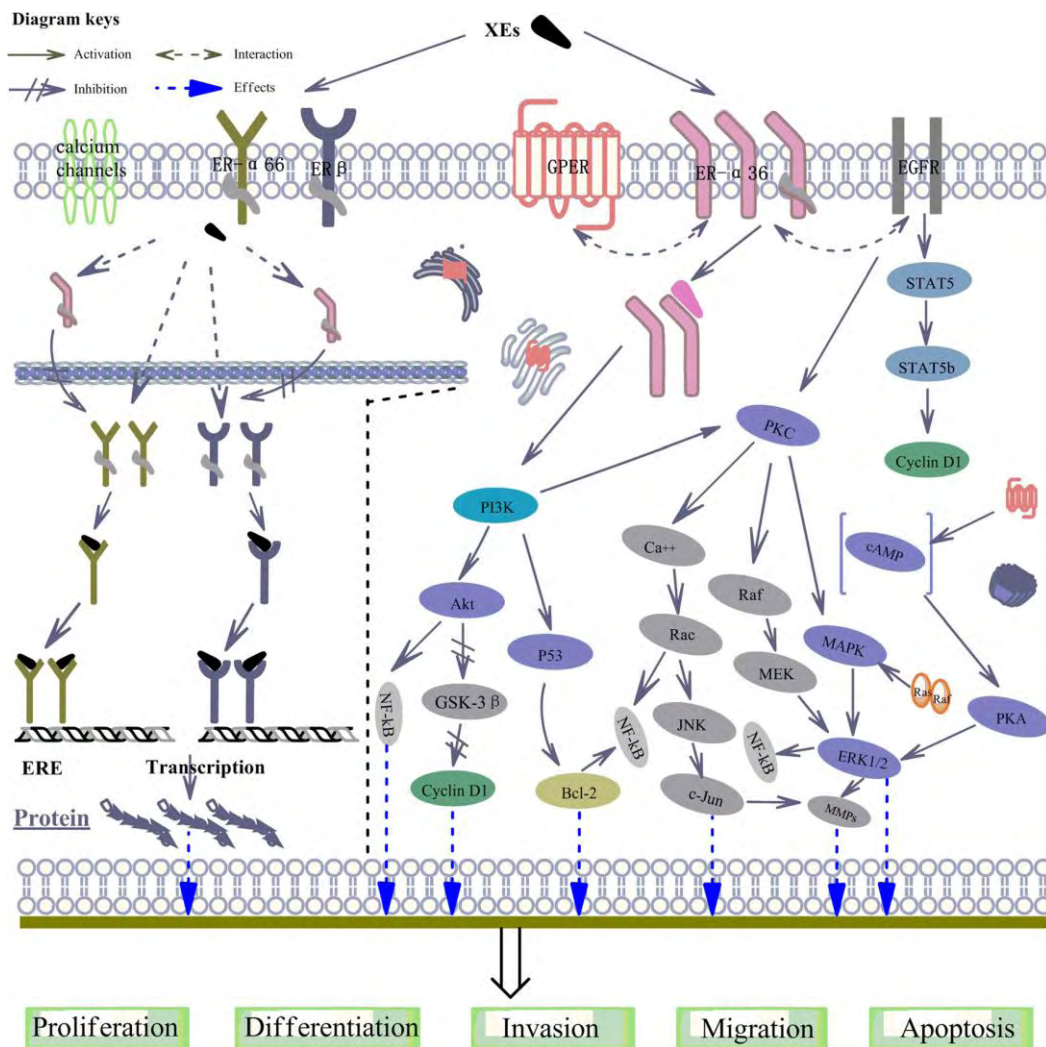 Diagram keys
XEs
Activation
Interaction
Inhibition
Effects
calcium
channels
ER-α 66
ER β
GPER
ER-α 36
EGFR
STAT5
STAT5b
PKC
Cyclin D1
PI3K
Ca++
cAMP
Akt
Raf
Rac
P53
MAPK
MEK
NF-kB
GSK-3 β
NF-kB
JNK
Ras
Raf
PKA
NF-kB
ERK1/2
ERE
Transcription
Cyclin D1
Bcl-2
c-Jun
MMPs
Protein
Proliferation
Differentiation
Invasion
Migration
Apoptosis